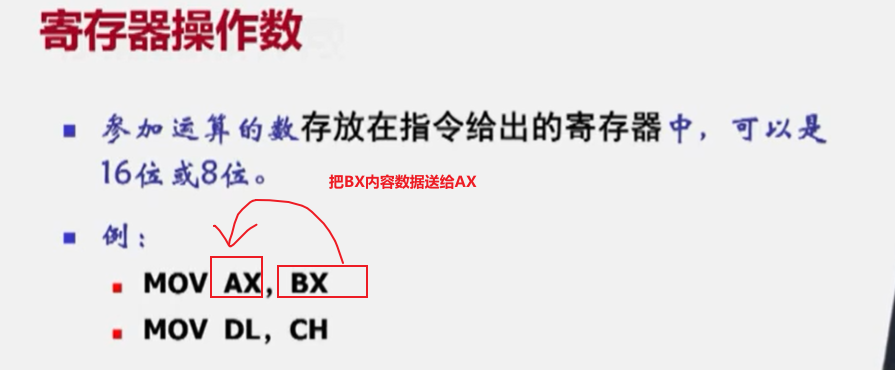 寄存器操作数
参加运算的数存放在指令给出的寄存器中，可以是
16位或8位。
把BX内容数据送给AX
例：
MOV AX，BX
MOV DL，CH